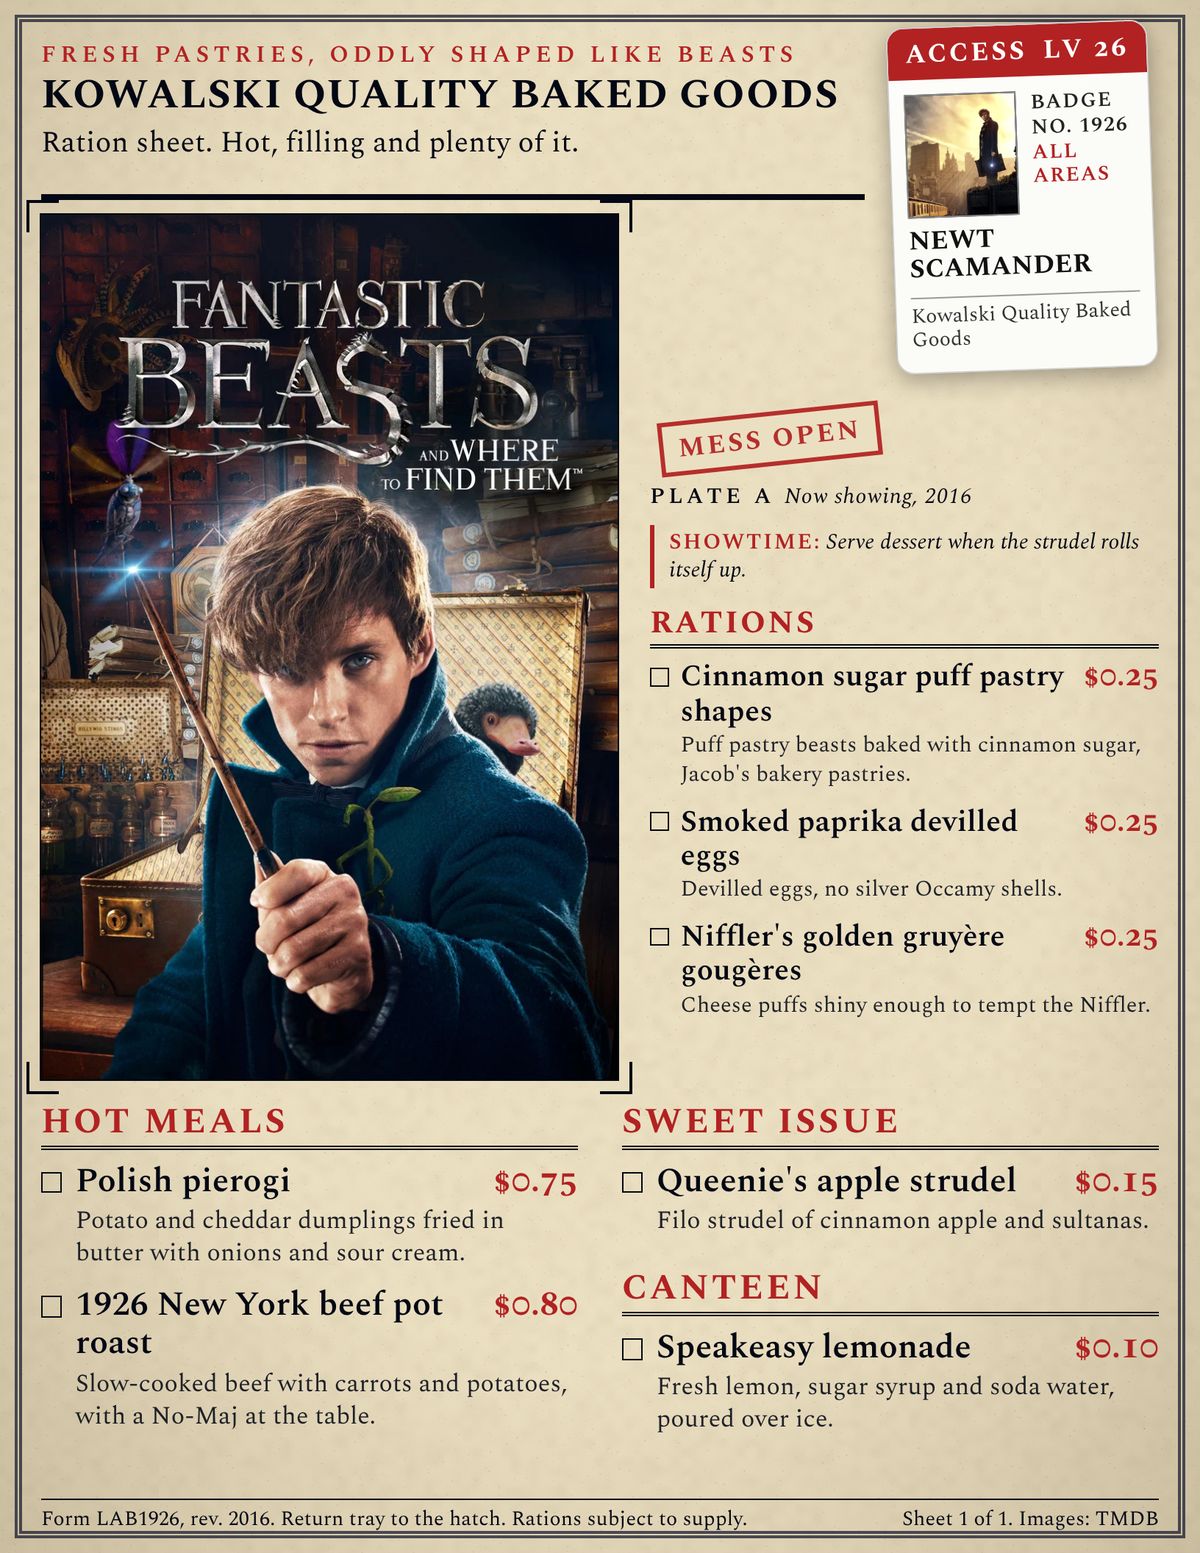 FRESH PASTRIES, ODDLY SHAPED LIKE BEASTS
KOWALSKI QUALITY BAKED GOODS
Ration sheet. Hot, filling and plenty of it.
ACCESS LV 26
BADGE
NO. 1926
ALL
AREAS
NEWT
SCAMANDER
Kowalski Quality Baked
Goods
FANTASTIC
BEASTS
AND WHERE
TO FIND THEM™
BILLYWIG STINGS
MESS OPEN
PLATE A Now showing, 2016
SHOWTIME: Serve dessert when the strudel rolls
itself up.
RATIONS
Cinnamon sugar puff pastry $0.25
shapes
Puff pastry beasts baked with cinnamon sugar,
Jacob's bakery pastries.
Smoked paprika devilled $0.25
eggs
Devilled eggs, no silver Occamy shells.
Niffler's golden gruyère $0.25
gougères
Cheese puffs shiny enough to tempt the Niffler.
HOT MEALS
Polish pierogi $0.75
Potato and cheddar dumplings fried in
butter with onions and sour cream.
1926 New York beef pot $0.80
roast
Slow-cooked beef with carrots and potatoes,
with a No-Maj at the table.
SWEET ISSUE
Queenie's apple strudel $0.15
Filo strudel of cinnamon apple and sultanas.
CANTEEN
Speakeasy lemonade $0.10
Fresh lemon, sugar syrup and soda water,
poured over ice.
Form LAB1926, rev. 2016. Return tray to the hatch. Rations subject to supply.
Sheet 1 of 1. Images: TMDB